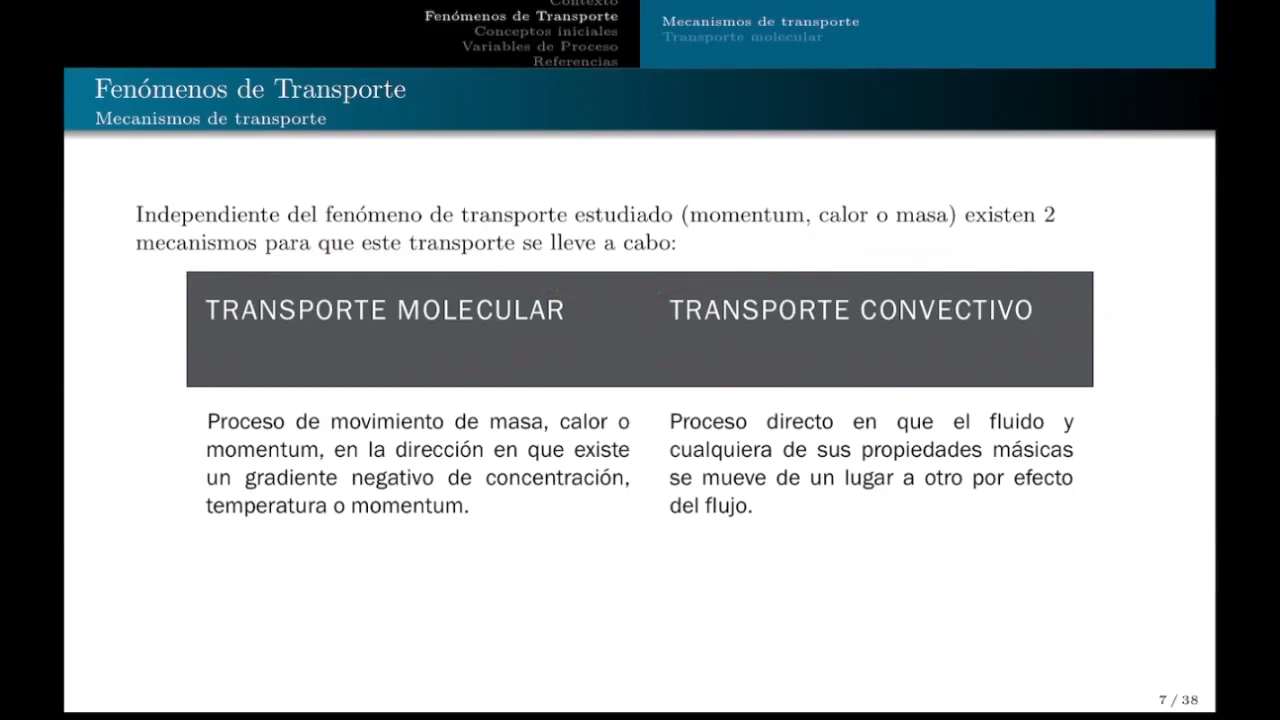 Contexto
Fenómenos de Transporte
Conceptos iniciales
Variables de Proceso
Referencias
Mecanismos de transporte
Transporte molecular
Fenómenos de Transporte
Mecanismos de transporte
Independiente del fenómeno de transporte estudiado (momentum, calor o masa) existen 2
mecanismos para que este transporte se lleve a cabo:
TRANSPORTE MOLECULAR
Proceso de movimiento de masa, calor o
momentum, en la dirección en que existe
un gradiente negativo de concentración,
temperatura o momentum.
TRANSPORTE CONVECTIVO
Proceso directo en que el fluido y
cualquiera de sus propiedades másicas
se mueve de un lugar a otro por efecto
del flujo.
7 / 38